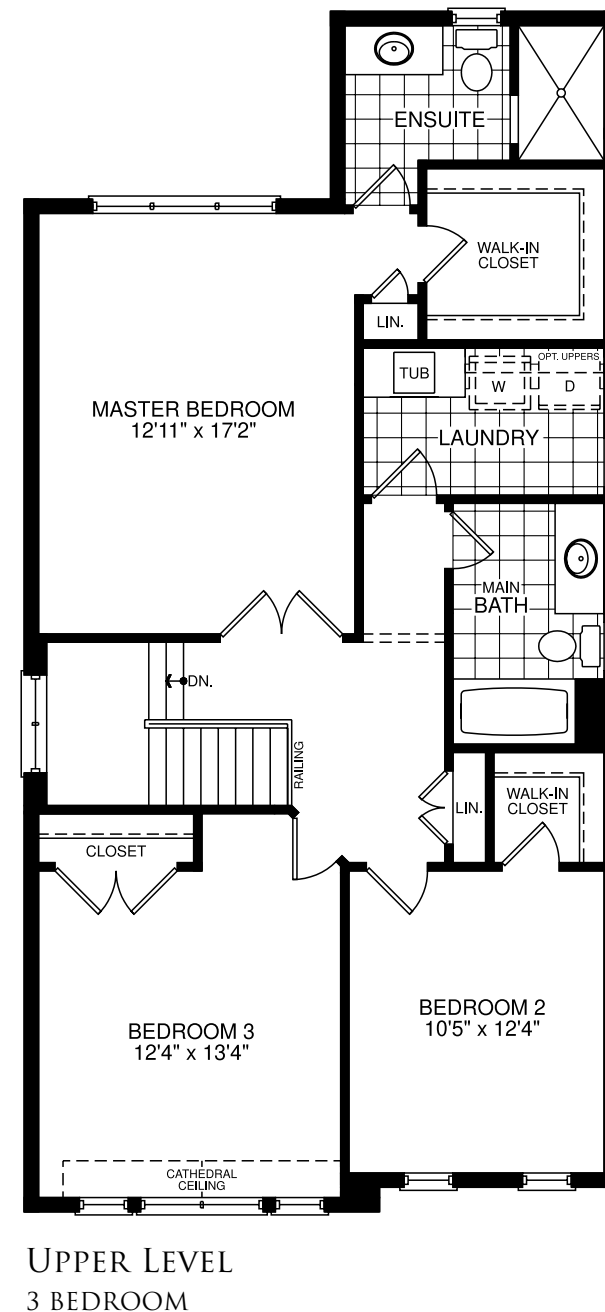 ENSUITE
WALK-IN
CLOSET
LIN.
OPT. UPPERS
TUB
W
D
MASTER BEDROOM
12'11" x 17'2"
LAUNDRY
MAIN
BATH
DN.
RAILING
LIN.
WALK-IN
CLOSET
CLOSET
BEDROOM 2
10'5" x 12'4"
BEDROOM 3
12'4" x 13'4"
CATHEDRAL
CEILING
UPPER LEVEL
3 BEDROOM